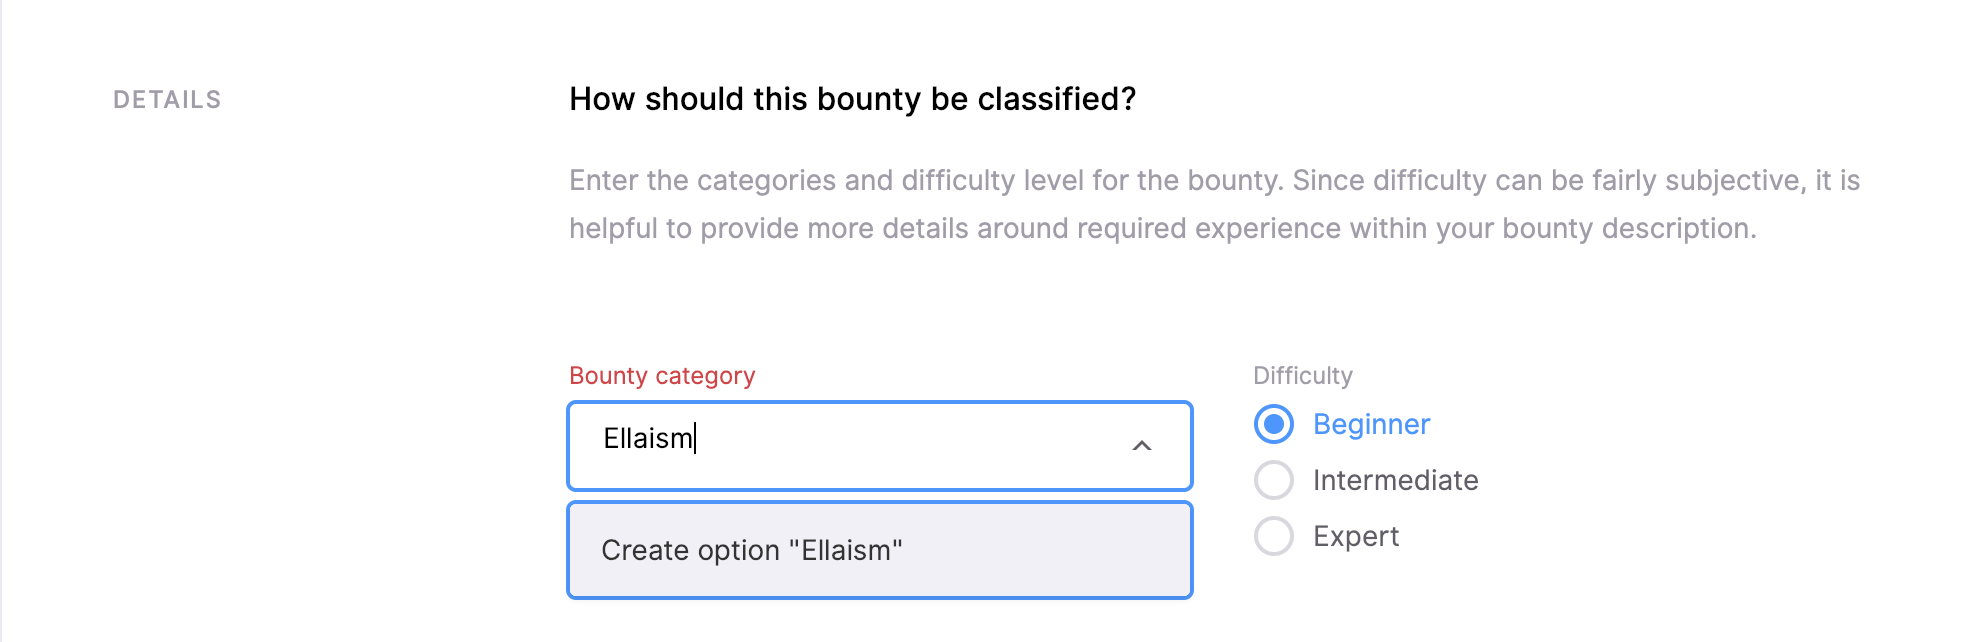 DETAILS
How should this bounty be classified?
Enter the categories and difficulty level for the bounty. Since difficulty can be fairly subjective, it is
helpful to provide more details around required experience within your bounty description.
Bounty category
Ellaism
Create option "Ellaism"
Difficulty
Beginner
Intermediate
Expert